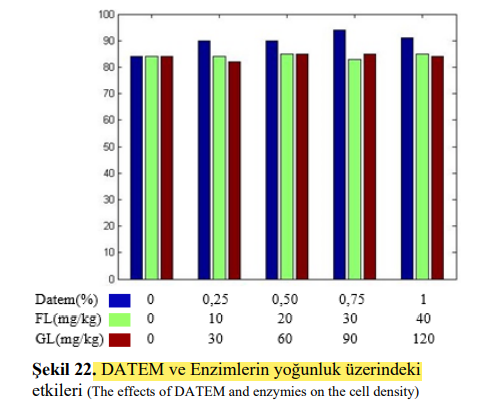 100
90
80
70
60
50
40
30
20
10
0
Datem(%) 0 0,25 0,50 0,75 1
FL(mg/kg) 0 10 20 30 40
GL(mg/kg) 0 30 60 90 120
Şekil 22. DATEM ve Enzimlerin yoğunluk üzerindeki
etkileri (The effects of DATEM and enzymies on the cell density)